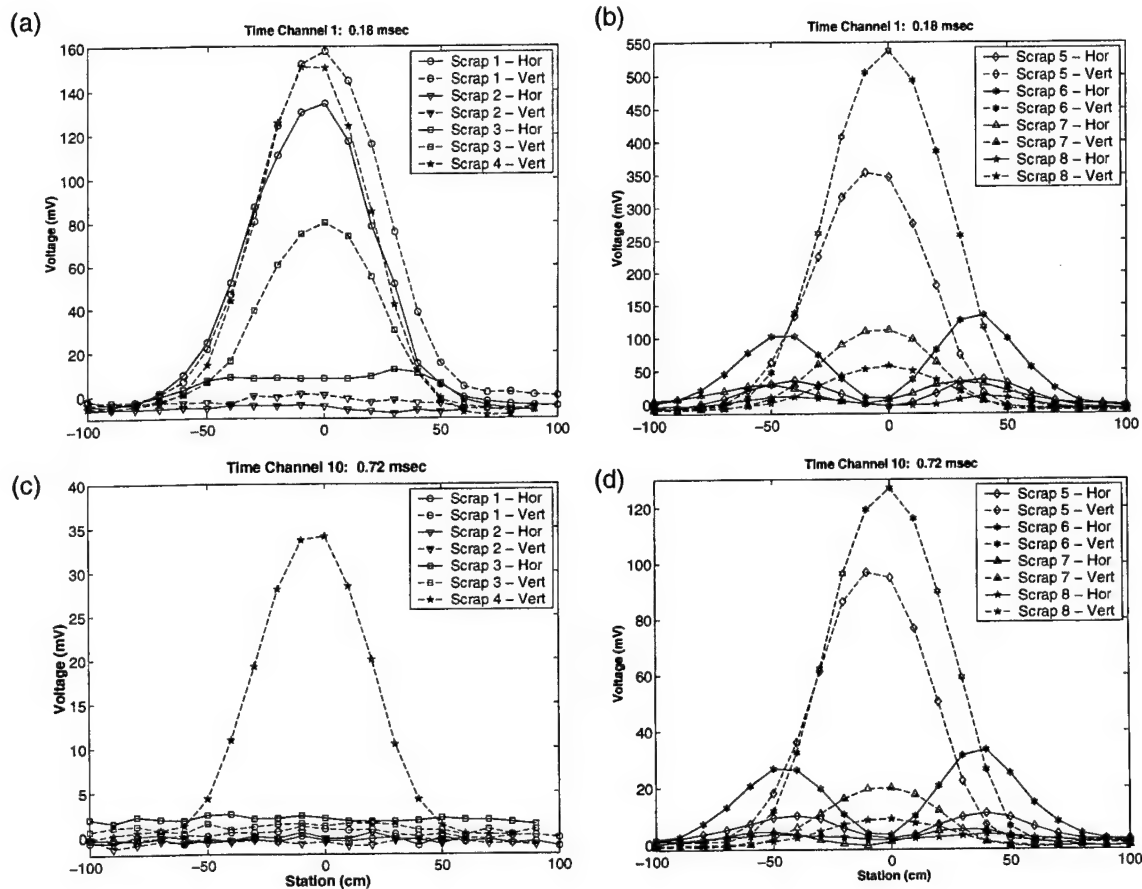 (a)
Time Channel 1: 0.18 msec
160
140
120
100
80
60
40
20
0
−100
−50
0
50
100
Voltage (mV)
Scrap 1 – Hor
Scrap 1 – Vert
Scrap 2 – Hor
Scrap 2 – Vert
Scrap 3 – Hor
Scrap 3 – Vert
Scrap 4 – Vert
(b)
Time Channel 1: 0.18 msec
550
500
450
400
350
300
250
200
150
100
50
0
−100
−50
0
50
100
Voltage (mV)
Scrap 5 – Hor
Scrap 5 – Vert
Scrap 6 – Hor
Scrap 6 – Vert
Scrap 7 – Hor
Scrap 7 – Vert
Scrap 8 – Hor
Scrap 8 – Vert
(c)
Time Channel 10: 0.72 msec
40
35
30
25
20
15
10
5
0
−100
−50
0
50
100
Voltage (mV)
Station (cm)
Scrap 1 – Hor
Scrap 1 – Vert
Scrap 2 – Hor
Scrap 2 – Vert
Scrap 3 – Hor
Scrap 3 – Vert
Scrap 4 – Vert
(d)
Time Channel 10: 0.72 msec
120
100
80
60
40
20
0
−100
−50
0
50
100
Voltage (mV)
Station (cm)
Scrap 5 – Hor
Scrap 5 – Vert
Scrap 6 – Hor
Scrap 6 – Vert
Scrap 7 – Hor
Scrap 7 – Vert
Scrap 8 – Hor
Scrap 8 – Vert